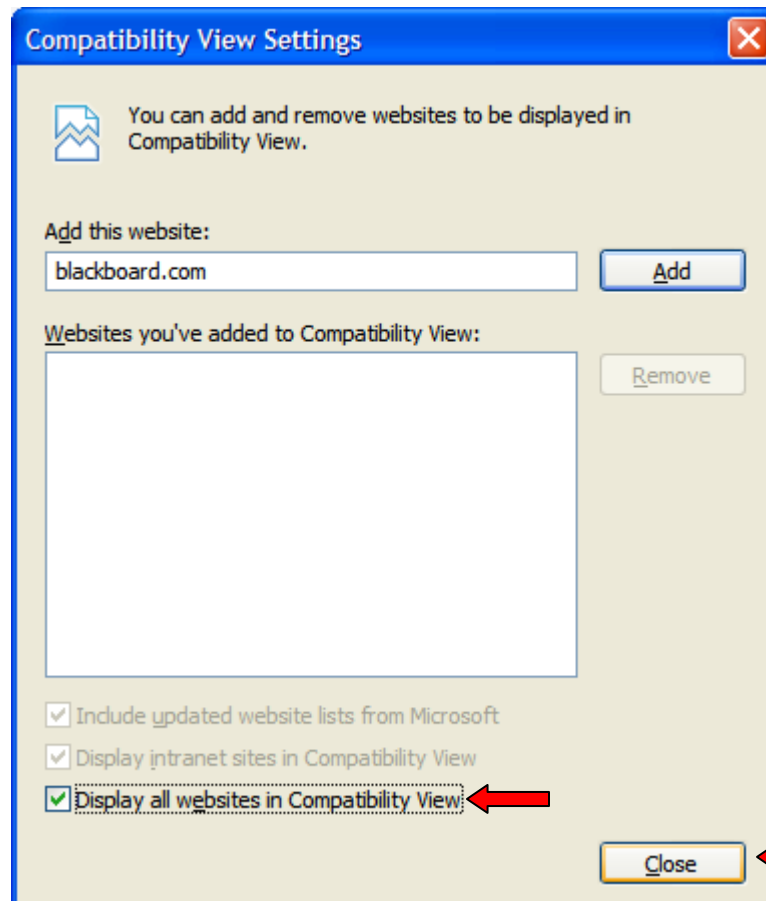 Compatibility View Settings
You can add and remove websites to be displayed in
Compatibility View.
Add this website:
blackboard.com
Add
Websites you've added to Compatibility View:
Remove
Include updated website lists from Microsoft
Display intranet sites in Compatibility View
Display all websites in Compatibility View
Close